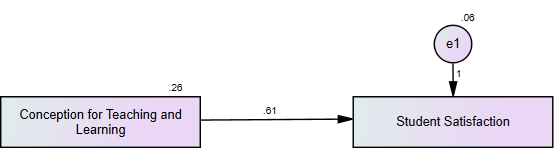 .06
e1
.26
1
Conception for Teaching and
Learning
.61
Student Satisfaction